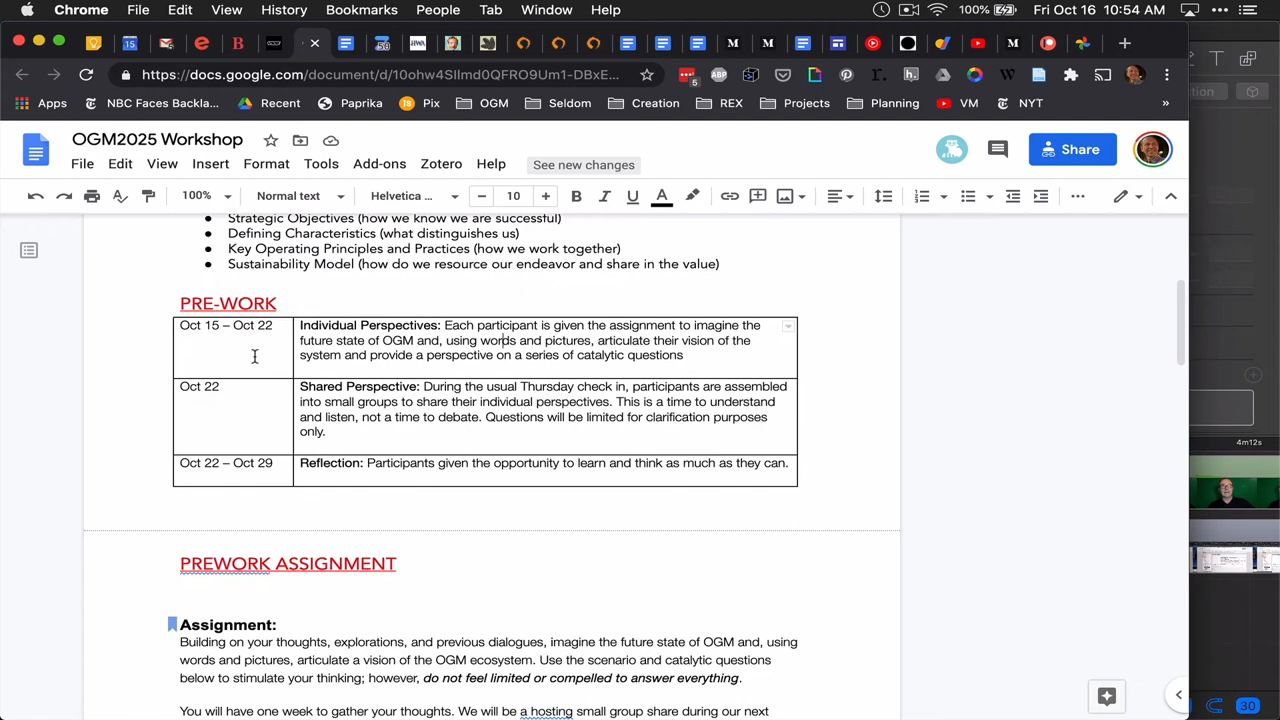 Chrome File Edit View History Bookmarks People Tab Window Help 100% Fri Oct 16 10:54 AM
https://docs.google.com/document/d/10ohw4SIlmd0QFRO9Um1-DBxE... 5 ABP
Apps NBC Faces Backla... Recent Paprika Pix OGM Seldom Creation REX Projects Planning VM NYT »
OGM2025 Workshop
File Edit View Insert Format Tools Add-ons Zotero Help See new changes Share
100% Normal text Helvetica ... 10 B I U A
Strategic Objectives (how we know we are successful)
Defining Characteristics (what distinguishes us)
Key Operating Principles and Practices (how we work together)
Sustainability Model (how do we resource our endeavor and share in the value)
PRE-WORK
Oct 15 – Oct 22 Individual Perspectives: Each participant is given the assignment to imagine the
future state of OGM and, using words and pictures, articulate their vision of the
system and provide a perspective on a series of catalytic questions
Oct 22 Shared Perspective: During the usual Thursday check in, participants are assembled
into small groups to share their individual perspectives. This is a time to understand
and listen, not a time to debate. Questions will be limited for clarification purposes
only.
Oct 22 – Oct 29 Reflection: Participants given the opportunity to learn and think as much as they can.
4m12s
PREWORK ASSIGNMENT
Assignment:
Building on your thoughts, explorations, and previous dialogues, imagine the future state of OGM and, using
words and pictures, articulate a vision of the OGM ecosystem. Use the scenario and catalytic questions
below to stimulate your thinking; however, do not feel limited or compelled to answer everything.
You will have one week to gather your thoughts. We will be hosting small group share during our next
30